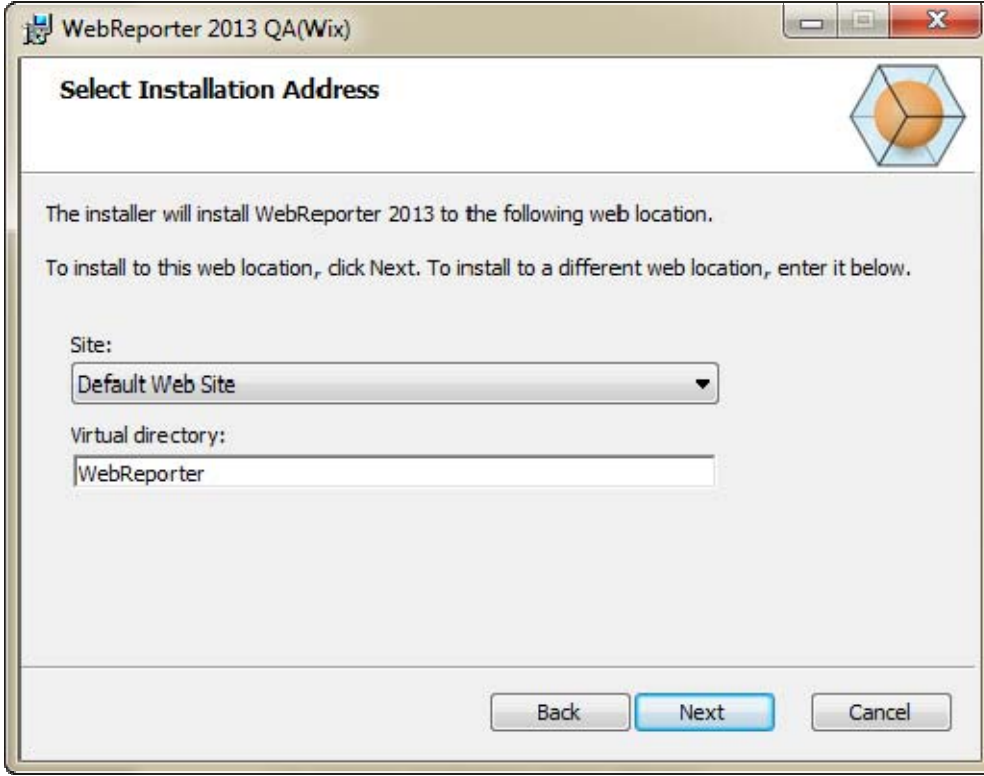 WebReporter 2013 QA(Wix)
Select Installation Address
The installer will install WebReporter 2013 to the following web location.
To install to this web location, click Next. To install to a different web location, enter it below.
Site:
Default Web Site
Virtual directory:
WebReporter
Back Next Cancel